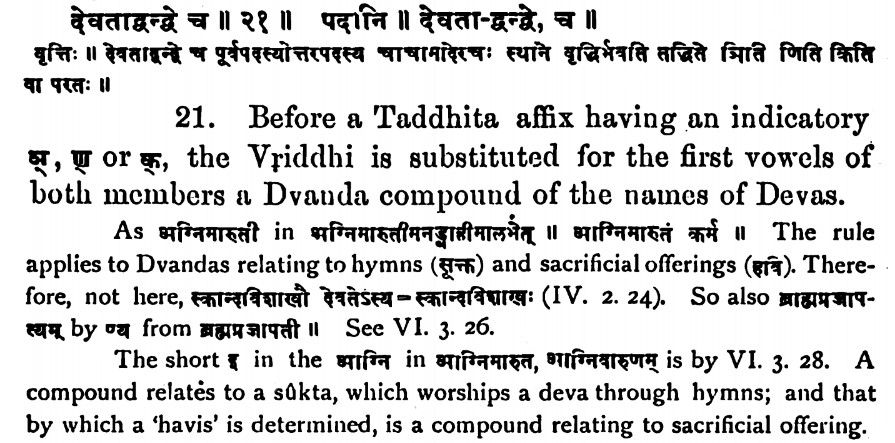 देवताद्वन्द्वे च ॥ २१ ॥ पदानि ॥ देवता-द्वन्द्वे, च ॥
वृत्तिः ॥ देवताद्वन्द्वे च पूर्वपदस्योत्तरपदस्य चाचामादेरचः स्थाने वृद्धिर्भवति तद्धिते ञिति णिति किति
वा परतः ॥
21. Before a Taddhita affix having an indicatory
ञ्, ण् or क्, the Vṛiddhi is substituted for the first vowels of
both members a Dvanda compound of the names of Devas.
As अग्निमारुती in अग्निमारुतीमनड्वाहीमालभेत् ॥ आग्निमारुतं कर्म ॥ The rule
applies to Dvandas relating to hymns (सूक्त) and sacrificial offerings (हवि). There-
fore, not here, स्कान्दविशाखौ देवतेऽस्य = स्कान्दविशाखः (IV. 2. 24). So also ब्राह्मप्रजाप-
त्यम् by ण्य from ब्रह्मप्रजापती ॥ See VI. 3. 26.
The short इ in the आग्नि in आग्निमारुत, आग्निवारुणम् is by VI. 3. 28. A
compound relates to a sûkta, which worships a deva through hymns; and that
by which a 'havis' is determined, is a compound relating to sacrificial offering.